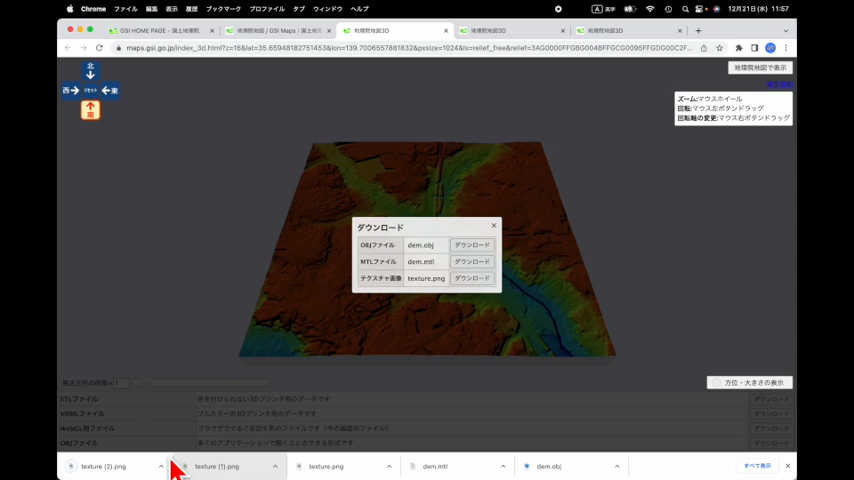 Chrome ファイル 編集 表示 履歴 ブックマーク プロファイル タブ ウィンドウ ヘルプ A 英字 12月21日(水) 11:57
GSI HOME PAGE - 国土地理院 地理院地図 / GSI Maps | 国土地 地理院地図3D 地理院地図3D 地理院地図3D
maps.gsi.go.jp/index_3d.html?z=16&lat=35.65948182751453&lon=139.7006557881832&pxsize=1024&ls=relief_free&relief=3AG0000FFG8G004BFFGCG0095FFGDG00C2F...
北
西 リセット 東
南
地理院地図で表示
ズーム:マウスホイール
回転:マウス左ボタンドラッグ
回転軸の変更:マウス右ボタンドラッグ
ダウンロード
OBJファイル dem.obj ダウンロード
MTLファイル dem.mtl ダウンロード
テクスチャ画像 texture.png ダウンロード
高さ方向の倍率× 1
方位・大きさの表示
STLファイル 色を付けられない3Dプリンタ用のデータです ダウンロード
VRMLファイル フルカラーの3Dプリンタ用のデータです ダウンロード
WebGL用ファイル ブラウザでぐるぐる回す用のファイルです(今の画面のファイル) ダウンロード
OBJファイル 多くのアプリケーションで開くことのできる形式です ダウンロード
texture (2).png texture (1).png texture.png dem.mtl dem.obj すべて表示